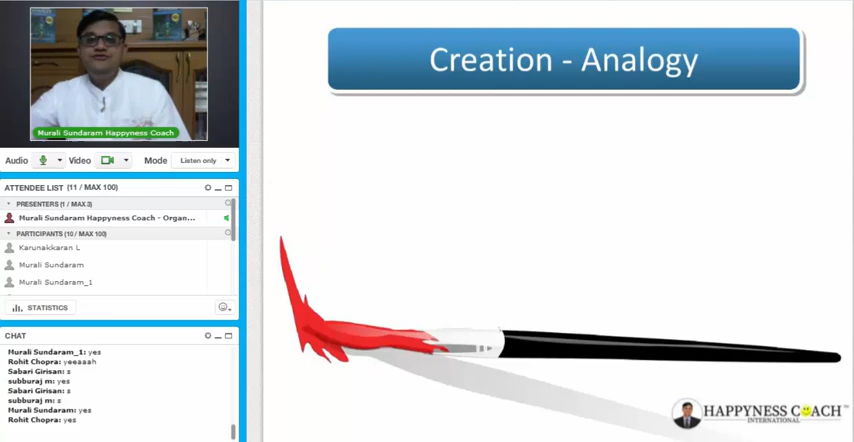 Murali Sundaram Happyness Coach
Audio Video Mode Listen only
ATTENDEE LIST (11 / MAX 100)
PRESENTERS (1 / MAX 3)
Murali Sundaram Happyness Coach - Organ...
PARTICIPANTS (10 / MAX 100)
Karunakkaran L
Murali Sundaram
Murali Sundaram_1
STATISTICS
CHAT
Murali Sundaram_1: yes
Rohit Chopra: yeeaaah
Sabari Girisan: s
subburaj m: yes
Sabari Girisan: s
subburaj m: s
Murali Sundaram: yes
Rohit Chopra: yes
Creation - Analogy
HAPPYNESS COACH™
INTERNATIONAL